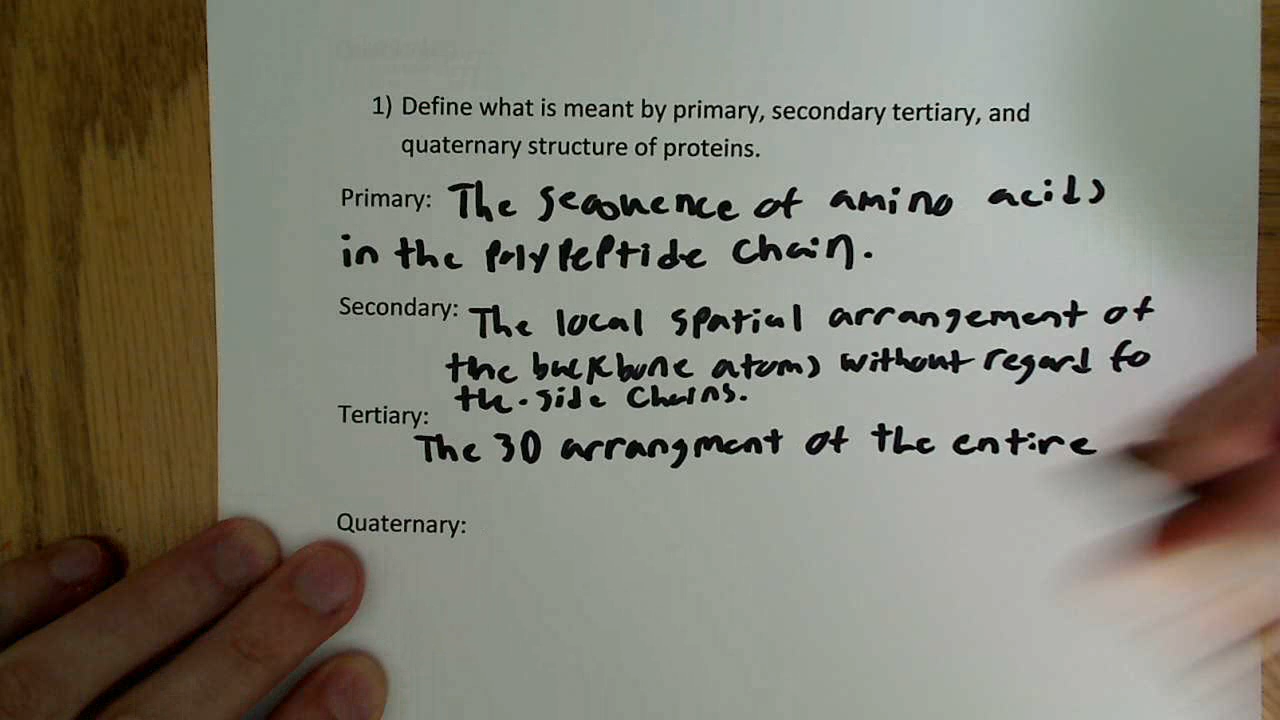 1) Define what is meant by primary, secondary tertiary, and
quaternary structure of proteins.
Primary: The seqouence of amino acids
in the polypeptide chain.
Secondary: The local spatial arrangement of
the backbone atoms without regard to
the side chains.
Tertiary:
The 3D arrangment of the entire
Quaternary: